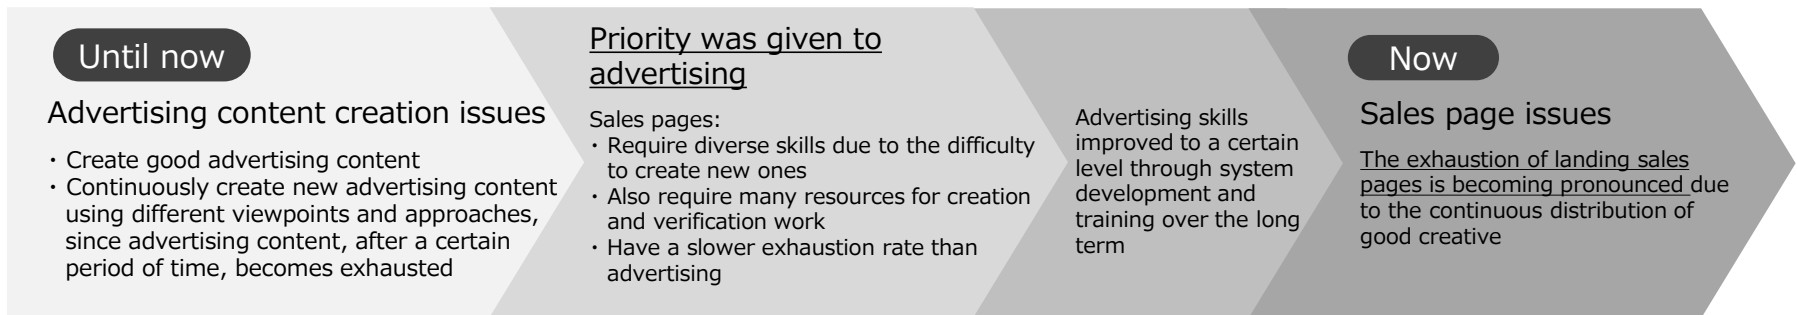 Until now
Advertising content creation issues
・Create good advertising content
・Continuously create new advertising content
using different viewpoints and approaches,
since advertising content, after a certain
period of time, becomes exhausted
Priority was given to
advertising
Sales pages:
・Require diverse skills due to the difficulty
to create new ones
・Also require many resources for creation
and verification work
・Have a slower exhaustion rate than
advertising
Advertising skills
improved to a certain
level through system
development and
training over the long
term
Now
Sales page issues
The exhaustion of landing sales
pages is becoming pronounced due
to the continuous distribution of
good creative